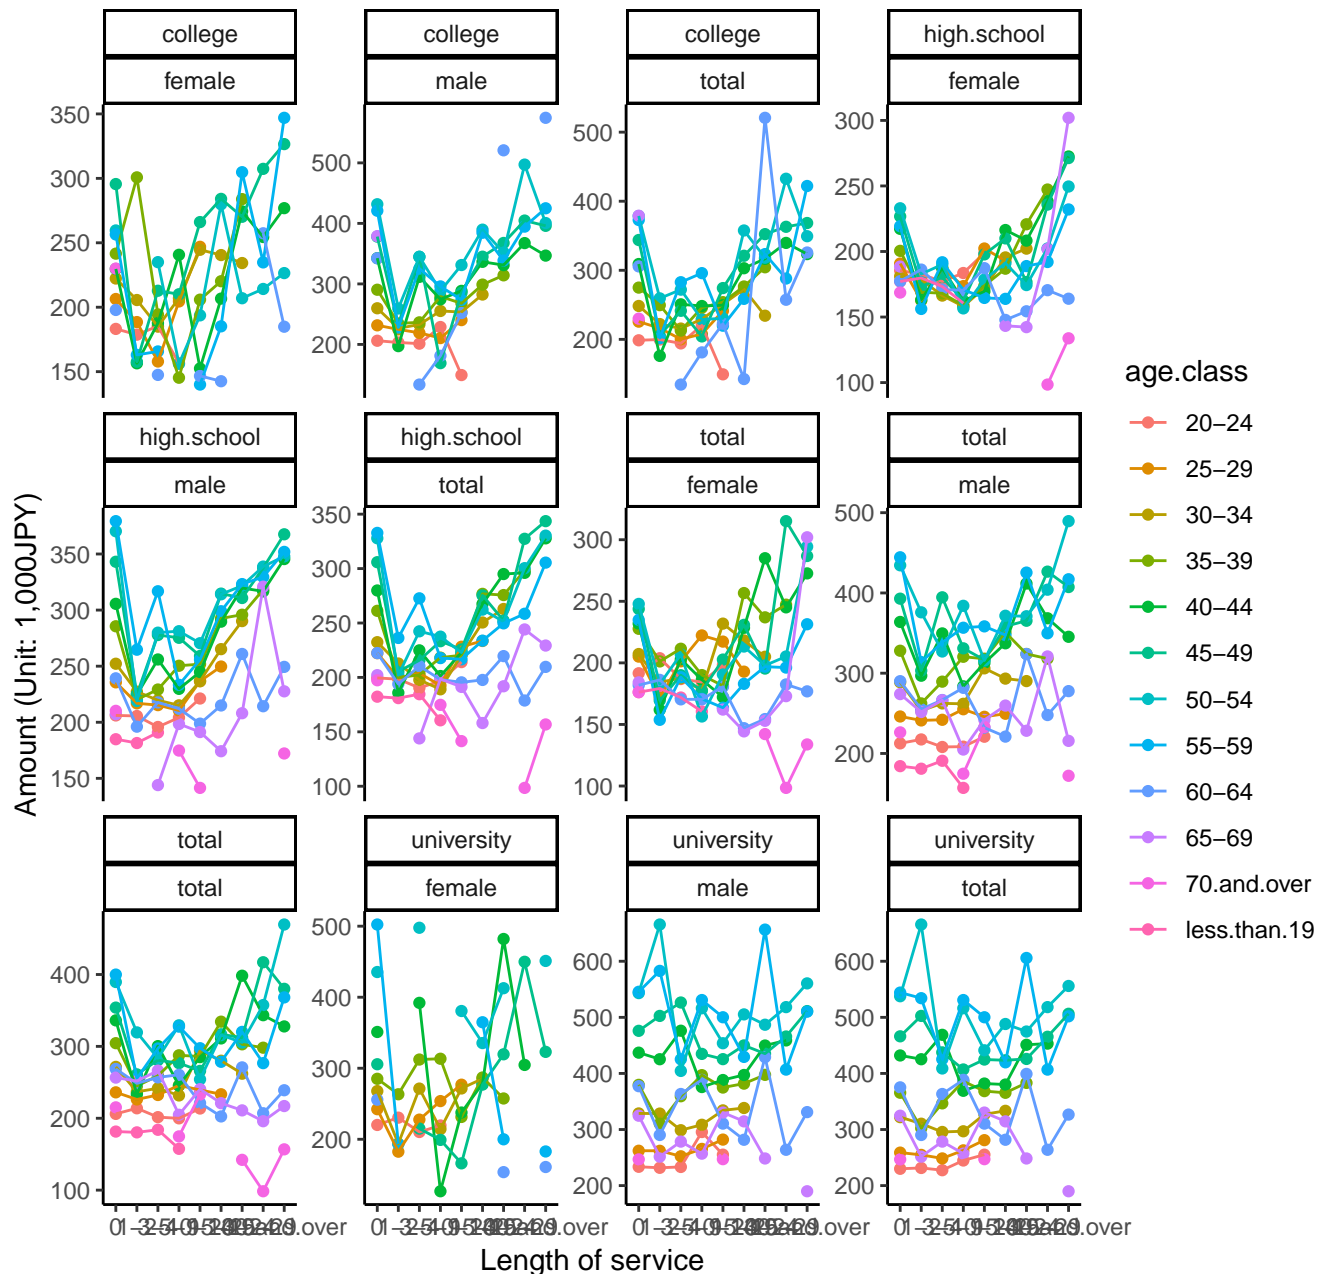 college
college
college
high.school
female
male
total
female
350
300
250
200
150
500
400
300
200
500
400
300
200
300
250
200
150
100
high.school
high.school
total
total
male
total
female
male
350
300
250
200
150
350
300
250
200
150
100
300
250
200
150
100
500
400
300
200
total
university
university
university
total
female
male
total
400
300
200
100
500
400
300
200
600
500
400
300
200
600
500
400
300
200
Amount (Unit: 1,000JPY)
Length of service
age.class
20−24
25−29
30−34
35−39
40−44
45−49
50−54
55−59
60−64
65−69
70.and.over
less.than.19